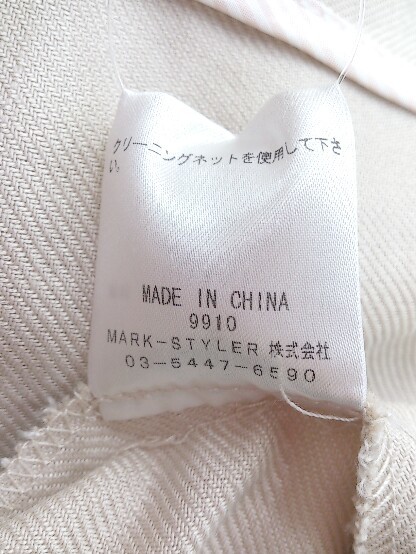 クリーニングネットを使用して下さ
い。
MADE IN CHINA
9910
MARK-STYLER 株式会社
03-5447-6590